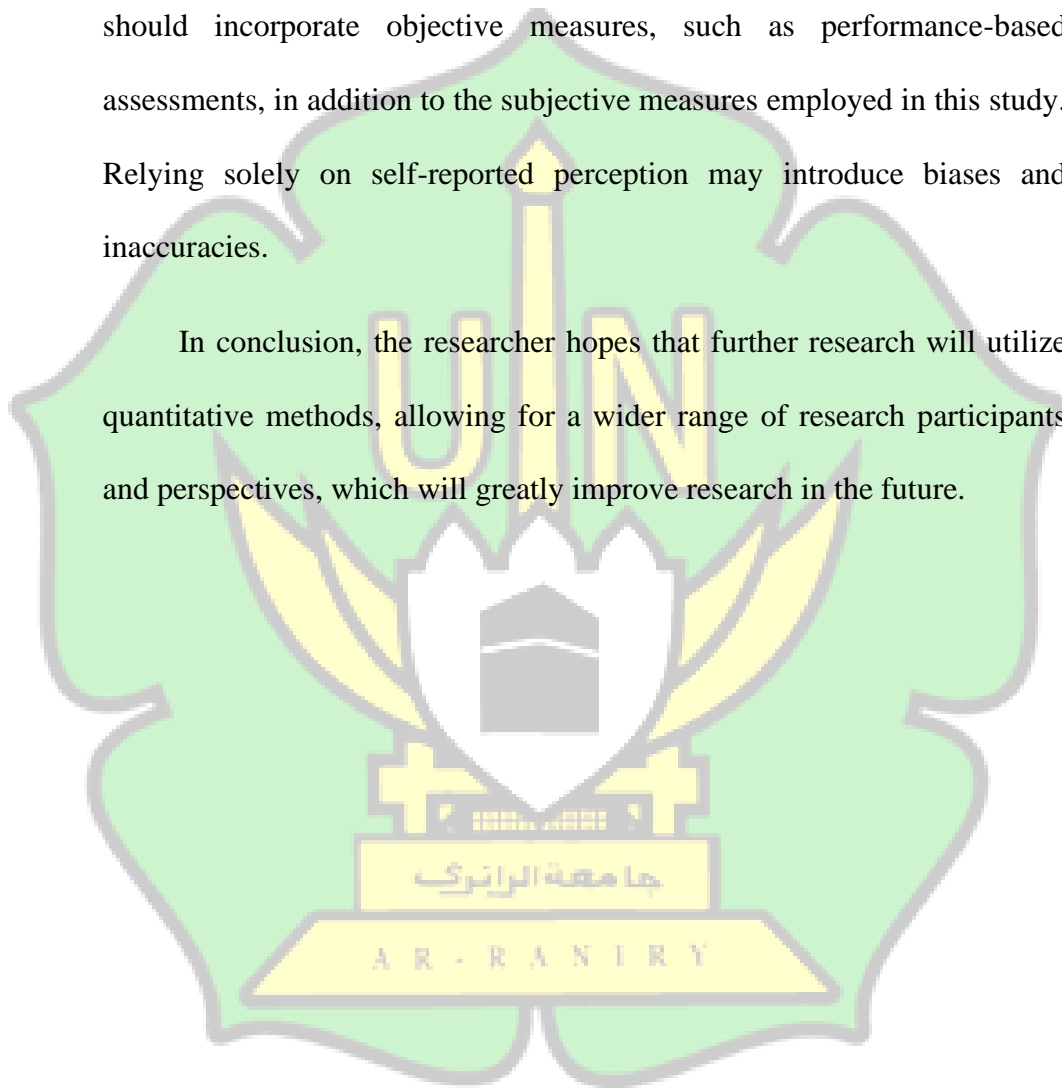 should incorporate objective measures, such as performance-based
assessments, in addition to the subjective measures employed in this study.
Relying solely on self-reported perception may introduce biases and
inaccuracies.
In conclusion, the researcher hopes that further research will utilize
quantitative methods, allowing for a wider range of research participants
and perspectives, which will greatly improve research in the future.
UIN
جامعة الرانري
AR-RANIRY